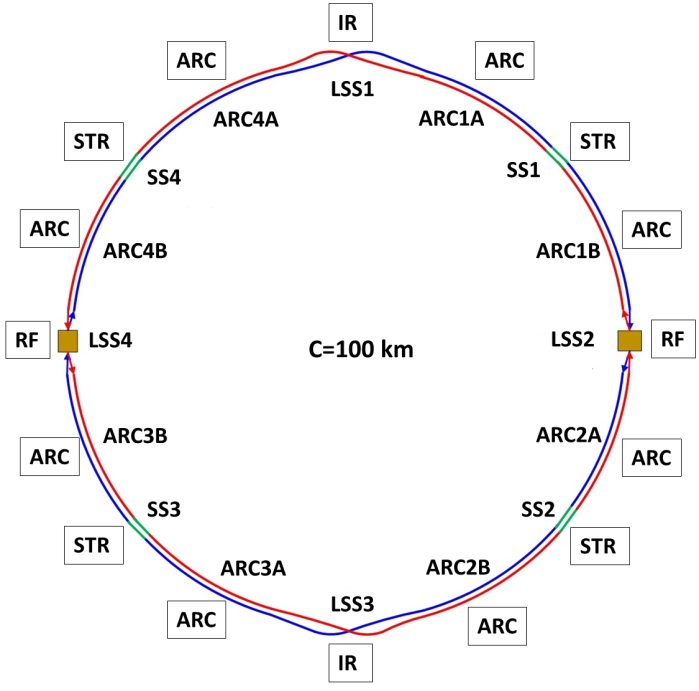 IR
ARC
ARC
LSS1
ARC4A
ARC1A
STR
STR
SS4
SS1
ARC
ARC
ARC4B
ARC1B
RF
LSS4
LSS2
RF
C=100 km
ARC3B
ARC2A
ARC
ARC
SS3
SS2
STR
STR
ARC3A
ARC2B
LSS3
ARC
ARC
IR